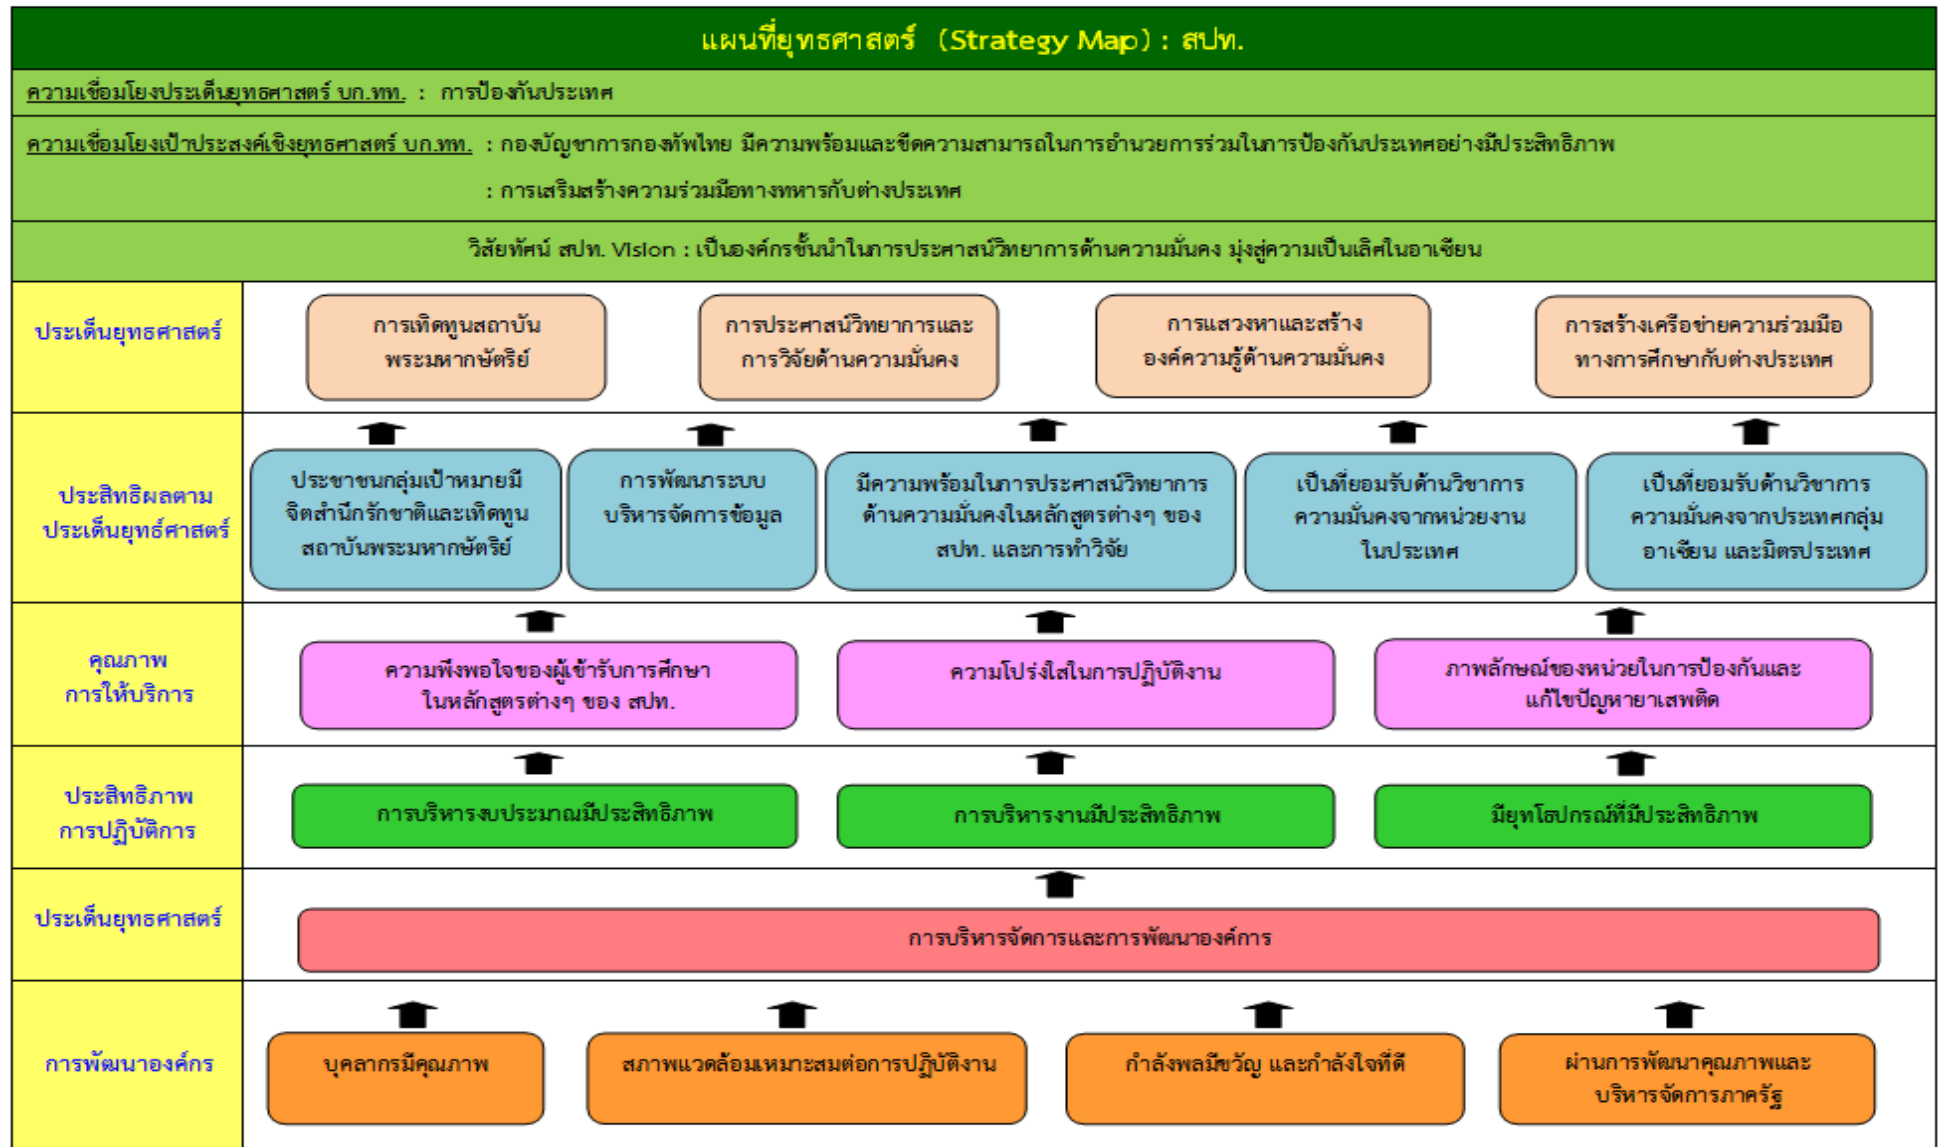 แผนที่ยุทธศาสตร์ (Strategy Map) : สปท.
ความเชื่อมโยงประเด็นยุทธศาสตร์ บก.ทท. : การป้องกันประเทศ
ความเชื่อมโยงเป้าประสงค์เชิงยุทธศาสตร์ บก.ทท. : กองบัญชาการกองทัพไทย มีความพร้อมและขีดความสามารถในการอำนวยการร่วมในการป้องกันประเทศอย่างมีประสิทธิภาพ
: การเสริมสร้างความร่วมมือทางทหารกับต่างประเทศ
วิสัยทัศน์ สปท. Vision : เป็นองค์กรชั้นนำในการประศาสน์วิทยาการด้านความมั่นคง มุ่งสู่ความเป็นเลิศในอาเซียน
ประเด็นยุทธศาสตร์
การเทิดทูนสถาบัน
พระมหากษัตริย์
การประศาสน์วิทยาการและ
การวิจัยด้านความมั่นคง
การแสวงหาและสร้าง
องค์ความรู้ด้านความมั่นคง
การสร้างเครือข่ายความร่วมมือ
ทางการศึกษากับต่างประเทศ
ประสิทธิผลตาม
ประเด็นยุทธ์ศาสตร์
ประชาชนกลุ่มเป้าหมายมี
จิตสำนึกรักชาติและเทิดทูน
สถาบันพระมหากษัตริย์
การพัฒนาระบบ
บริหารจัดการข้อมูล
มีความพร้อมในการประศาสน์วิทยาการ
ด้านความมั่นคงในหลักสูตรต่างๆ ของ
สปท. และการทำวิจัย
เป็นที่ยอมรับด้านวิชาการ
ความมั่นคงจากหน่วยงาน
ในประเทศ
เป็นที่ยอมรับด้านวิชาการ
ความมั่นคงจากประเทศกลุ่ม
อาเซียน และมิตรประเทศ
คุณภาพ
การให้บริการ
ความพึงพอใจของผู้เข้ารับการศึกษา
ในหลักสูตรต่างๆ ของ สปท.
ความโปร่งใสในการปฏิบัติงาน
ภาพลักษณ์ของหน่วยในการป้องกันและ
แก้ไขปัญหายาเสพติด
ประสิทธิภาพ
การปฏิบัติการ
การบริหารงบประมาณมีประสิทธิภาพ
การบริหารงานมีประสิทธิภาพ
มียุทโธปกรณ์ที่มีประสิทธิภาพ
ประเด็นยุทธศาสตร์
การบริหารจัดการและการพัฒนาองค์การ
การพัฒนาองค์กร
บุคลากรมีคุณภาพ
สภาพแวดล้อมเหมาะสมต่อการปฏิบัติงาน
กำลังพลมีขวัญ และกำลังใจที่ดี
ผ่านการพัฒนาคุณภาพและ
บริหารจัดการภาครัฐ